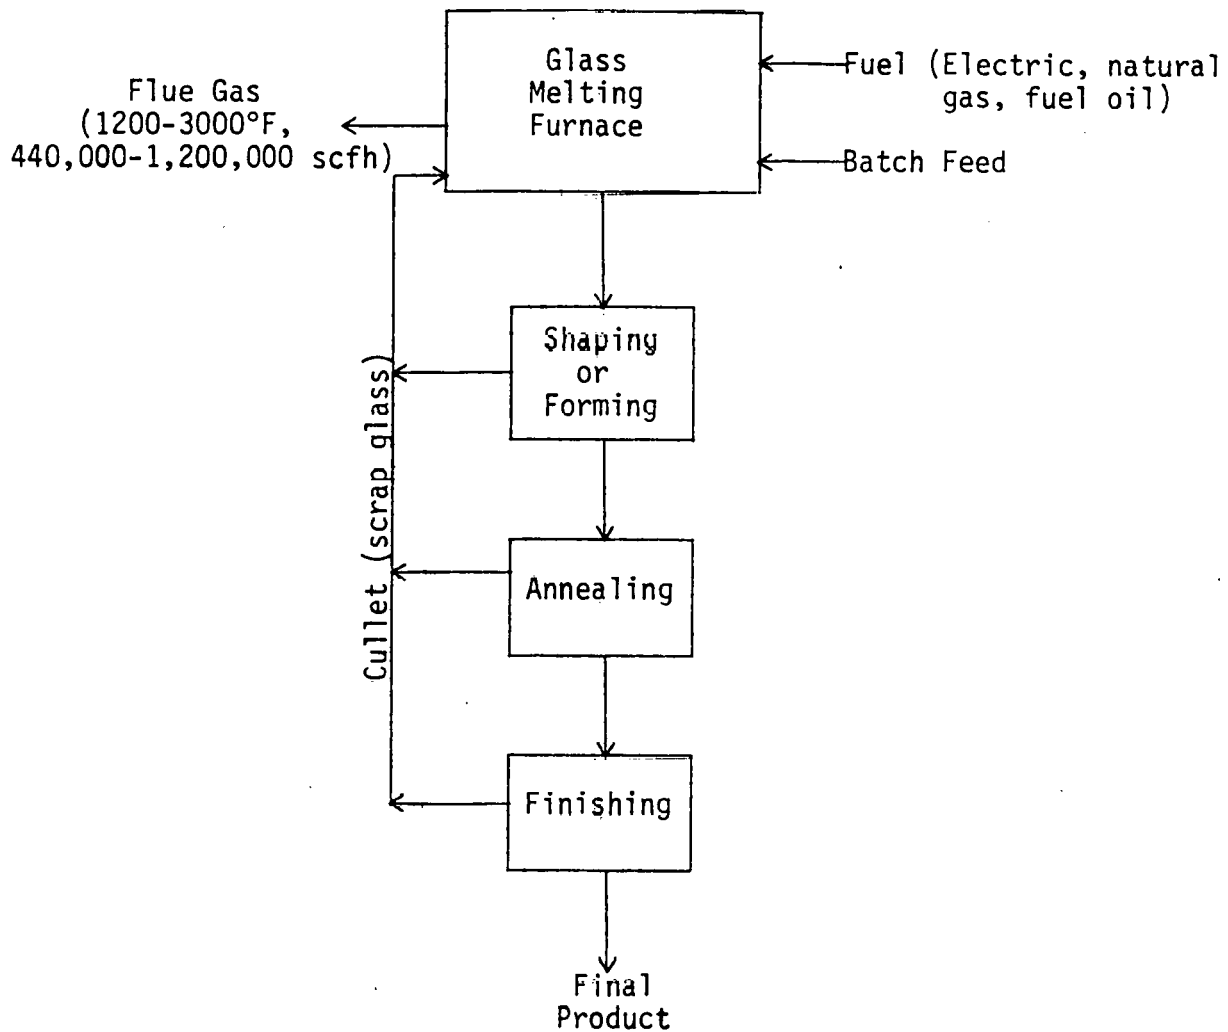 Glass
Melting
Furnace
Fuel (Electric, natural
gas, fuel oil)
Flue Gas
(1200-3000°F,
440,000-1,200,000 scfh)
Batch Feed
Shaping
or
Forming
Cullet (scrap glass)
Annealing
Finishing
Final
Product